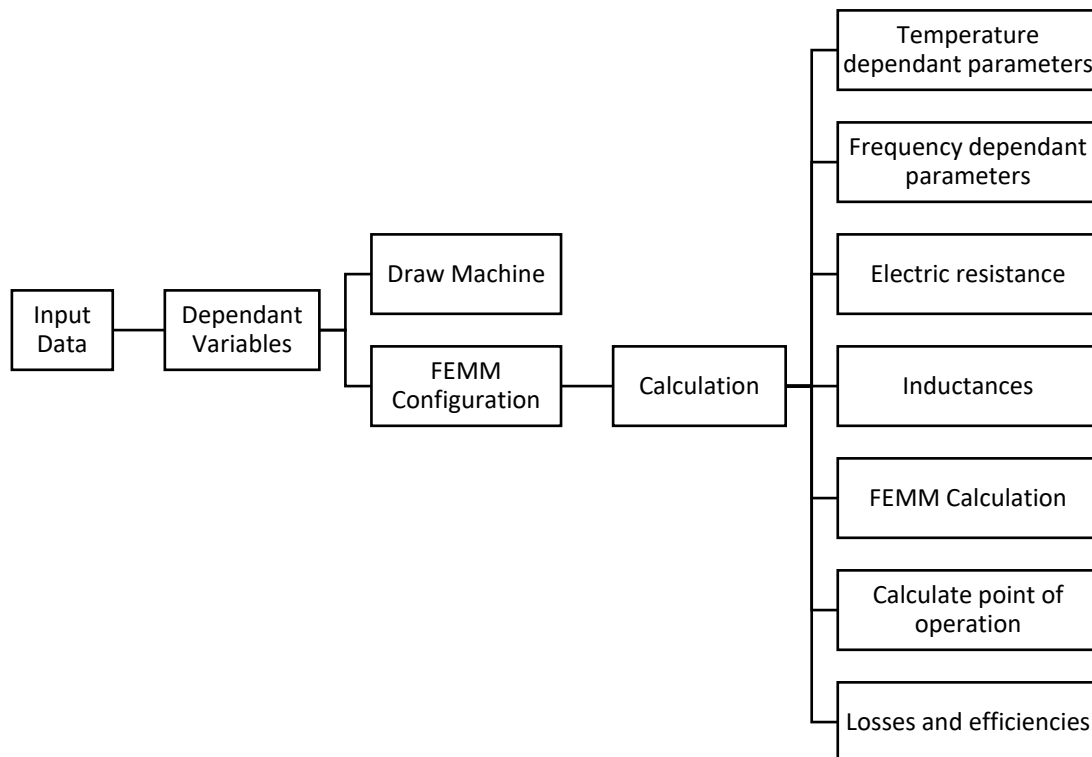 Input
Data
Dependant
Variables
Draw Machine
FEMM
Configuration
Calculation
Temperature
dependant parameters
Frequency dependant
parameters
Electric resistance
Inductances
FEMM Calculation
Calculate point of
operation
Losses and efficiencies